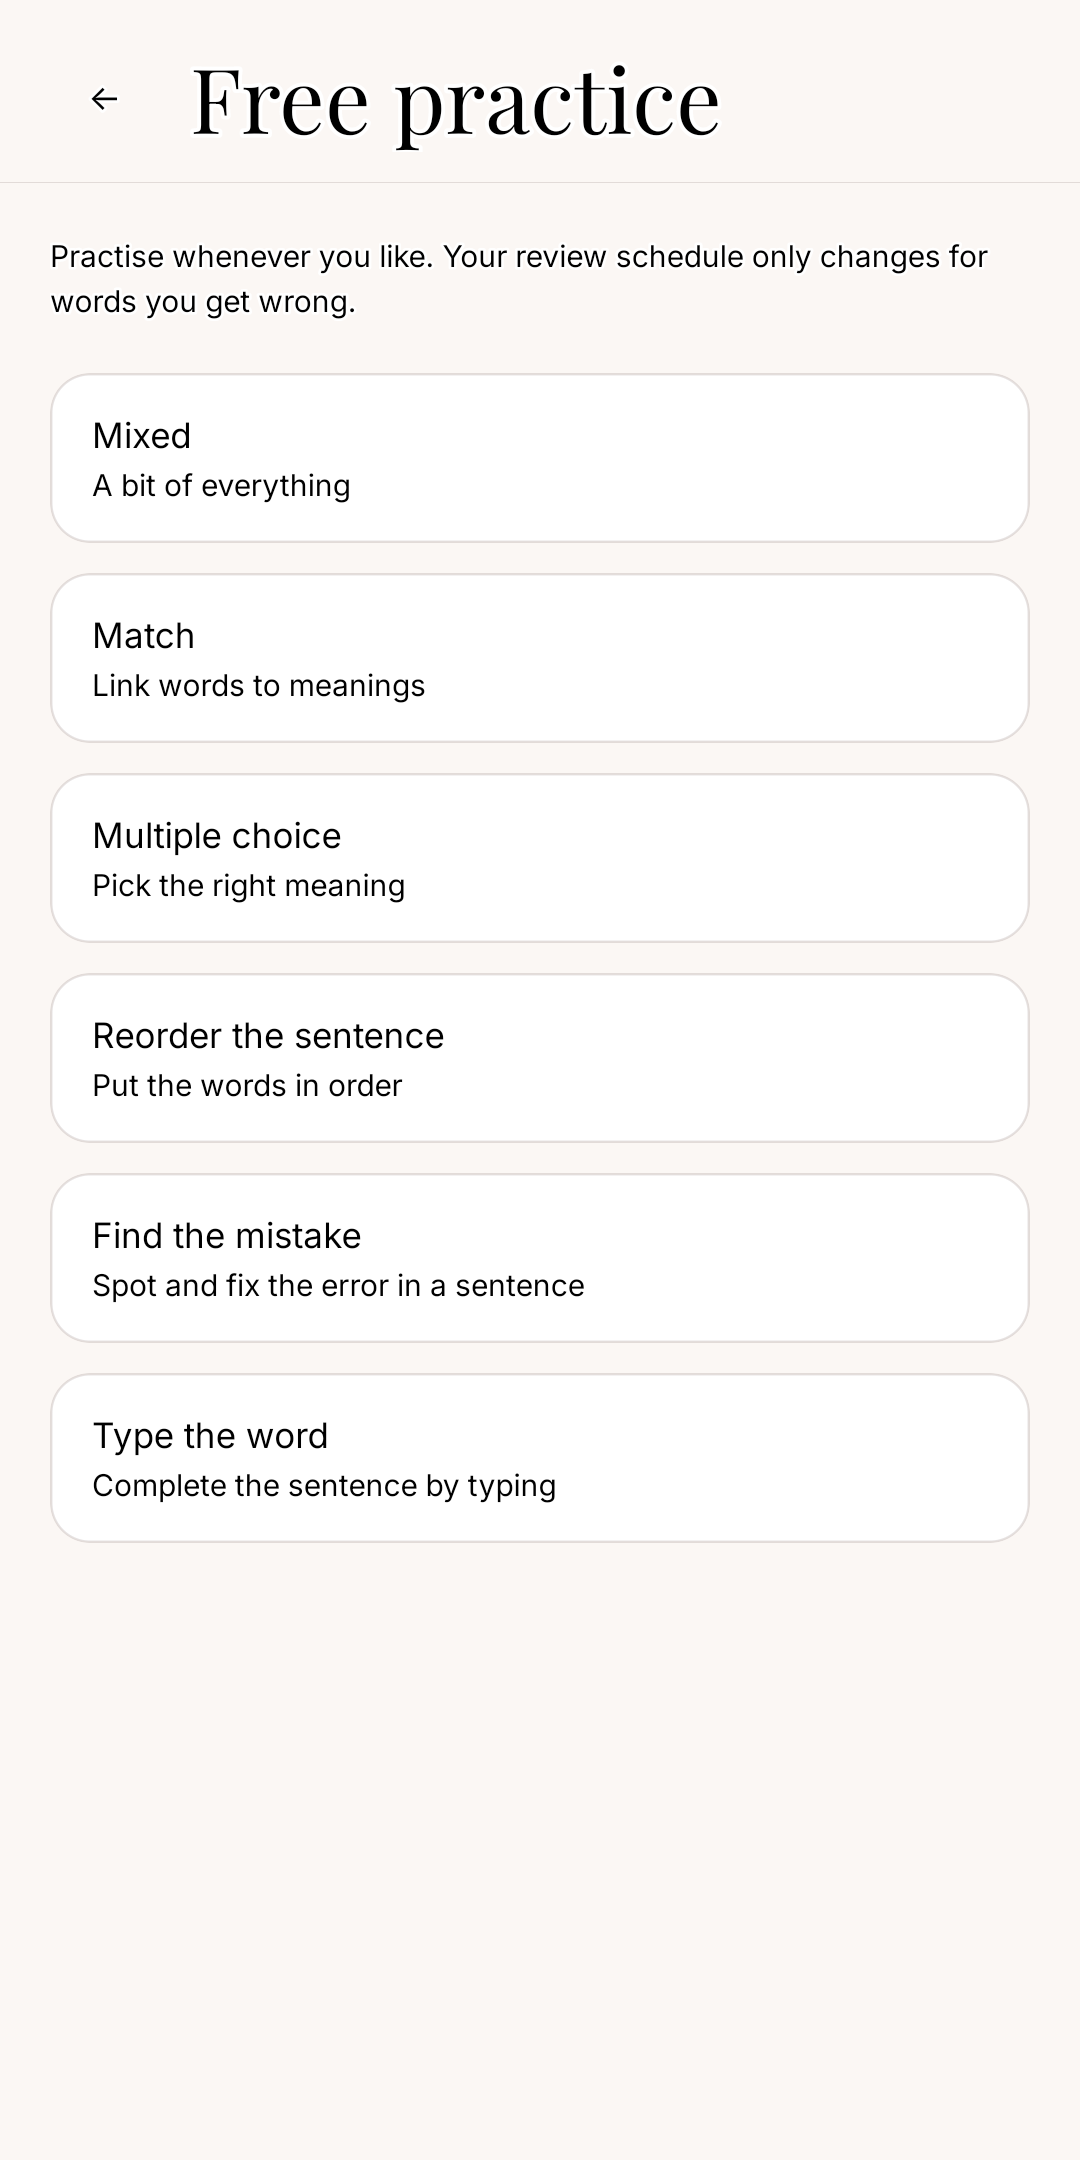 Free practice
Practise whenever you like. Your review schedule only changes for
words you get wrong.
Mixed
A bit of everything
Match
Link words to meanings
Multiple choice
Pick the right meaning
Reorder the sentence
Put the words in order
Find the mistake
Spot and fix the error in a sentence
Type the word
Complete the sentence by typing